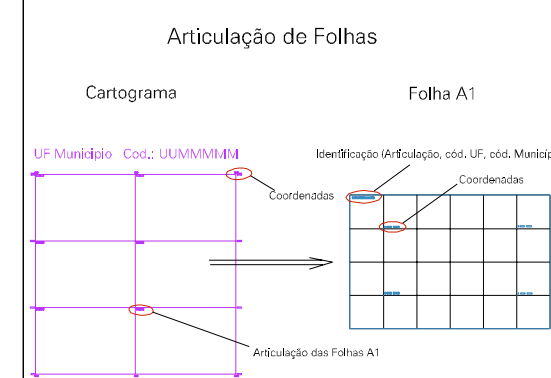 Articulação de Folhas
Cartograma
Folha A1
UF Municipio Cod.: UUMMMMM
Identificação (Articulação, cód. UF, cód. Municíp
Coordenadas
Coordenadas
Articulação das Folhas A1